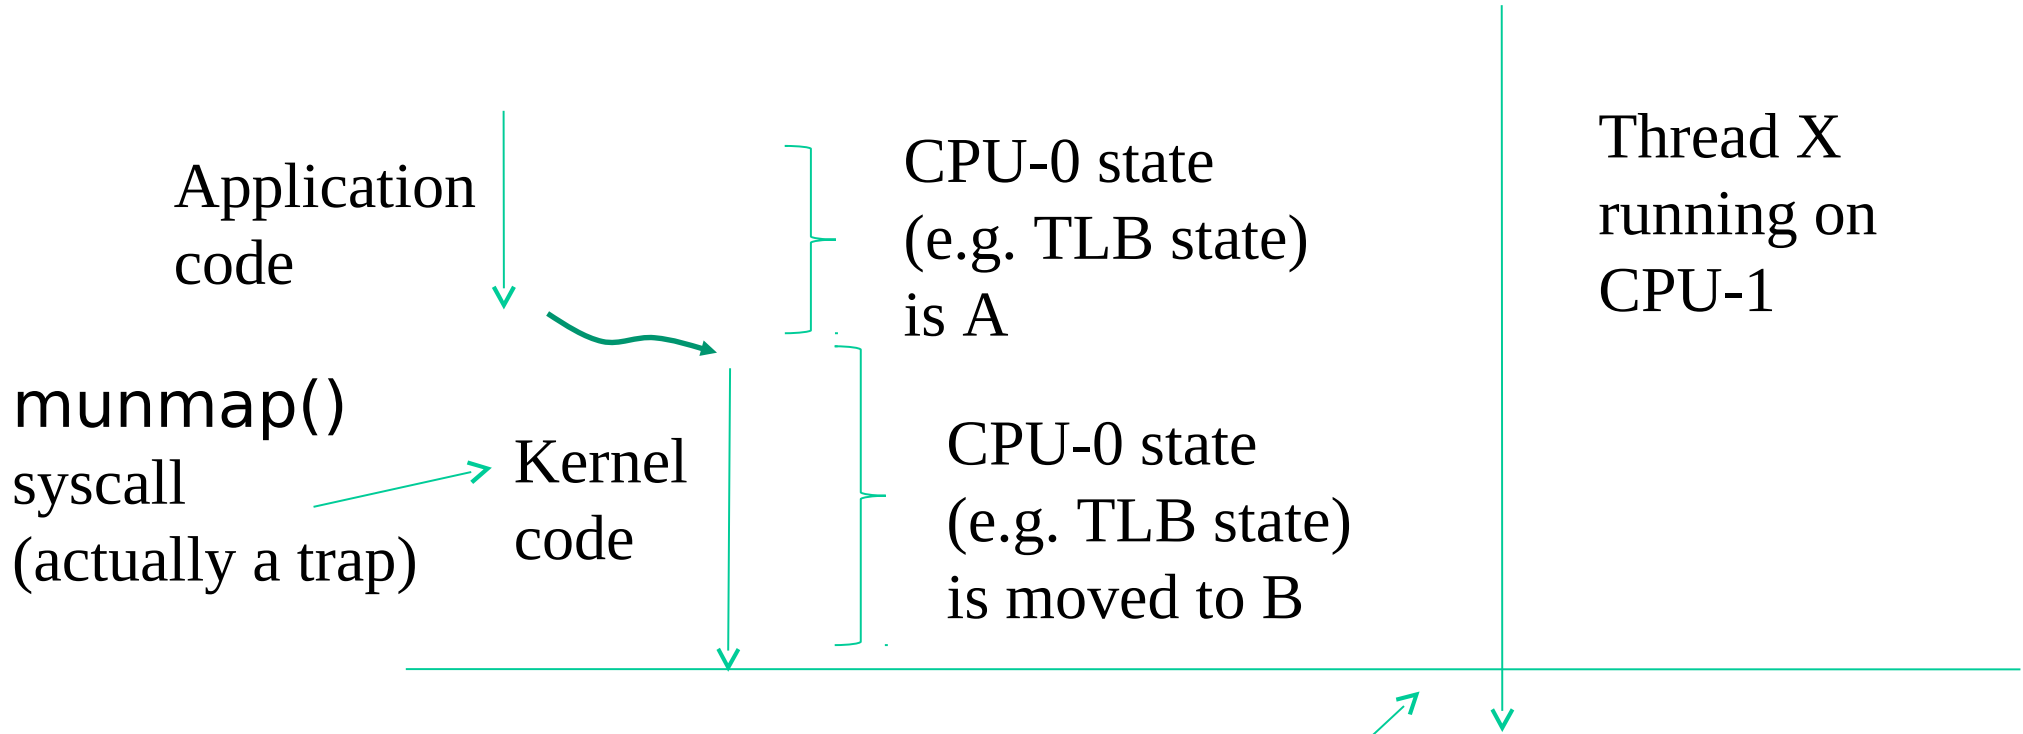 Application
code
munmap()
syscall
(actually a trap)
Kernel
code
CPU-0 state
(e.g. TLB state)
is A
CPU-0 state
(e.g. TLB state)
is moved to B
Thread X
running on
CPU-1